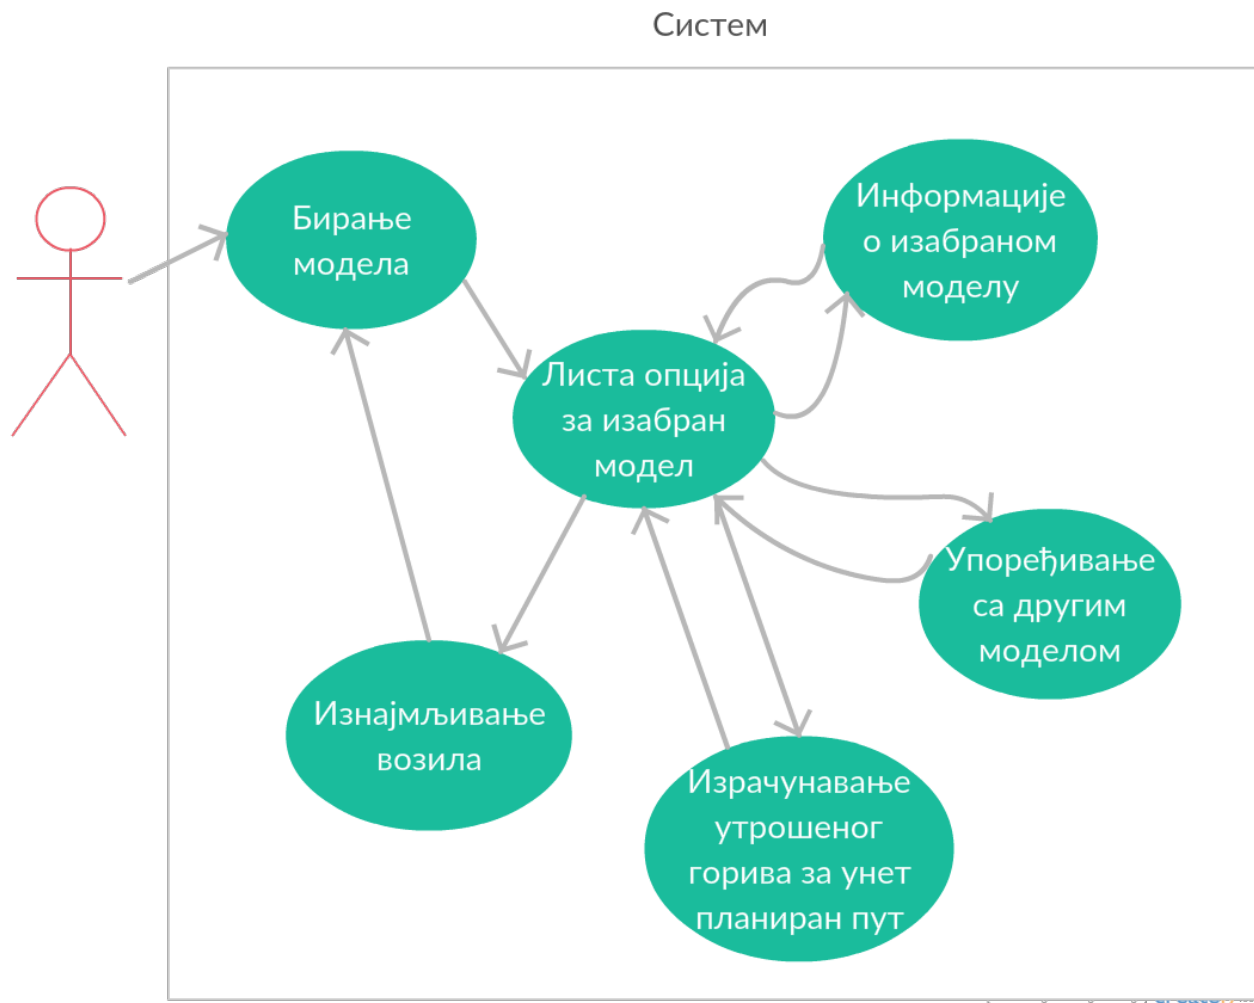 Систем
Бирање
модела
Информације
о изабраном
моделу
Листа опција
за изабран
модел
Упоређивање
са другим
моделом
Изнајмљивање
возила
Израчунавање
утрошеног
горива за унет
планиран пут